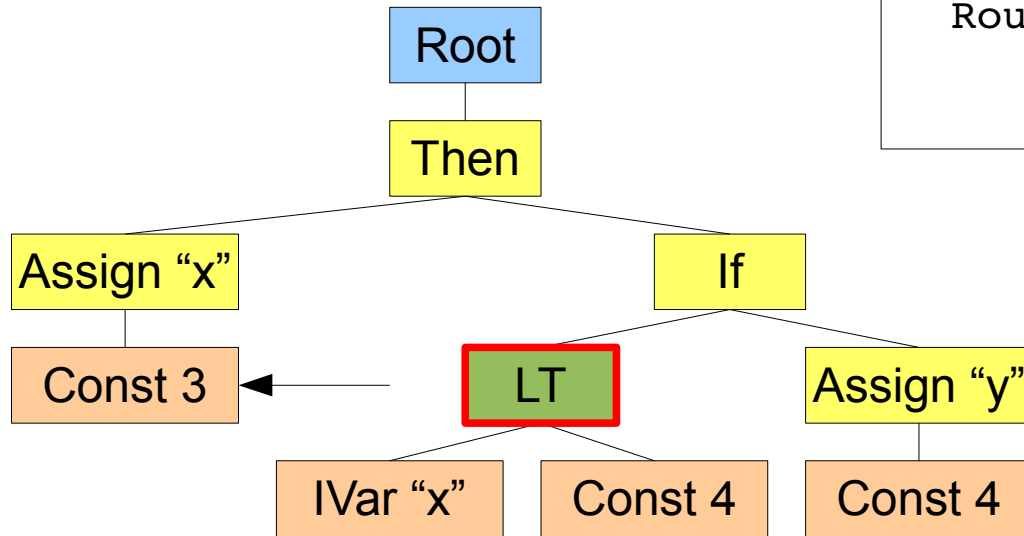 Root
Rou
Then
Assign “x”
If
Const 3
LT
Assign “y”
IVar “x”
Const 4
Const 4